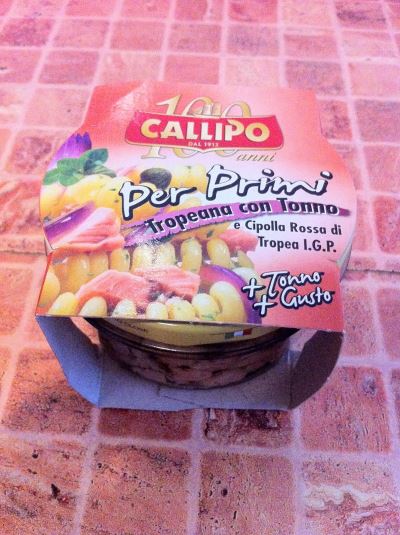 100
CALLIPO
DAL 1913
anni
Per Primi
Tropeana con Tonno
e Cipolla Rossa di
Tropea I.G.P.
+ Tonno
+ Gusto